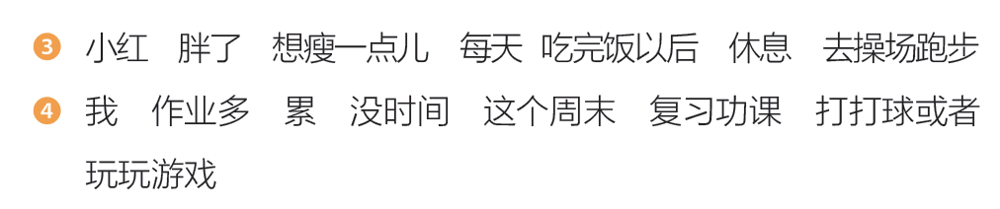 3 小红 胖了 想瘦一点儿 每天 吃完饭以后 休息 去操场跑步
4 我 作业多 累 没时间 这个周末 复习功课 打打球或者
玩玩游戏